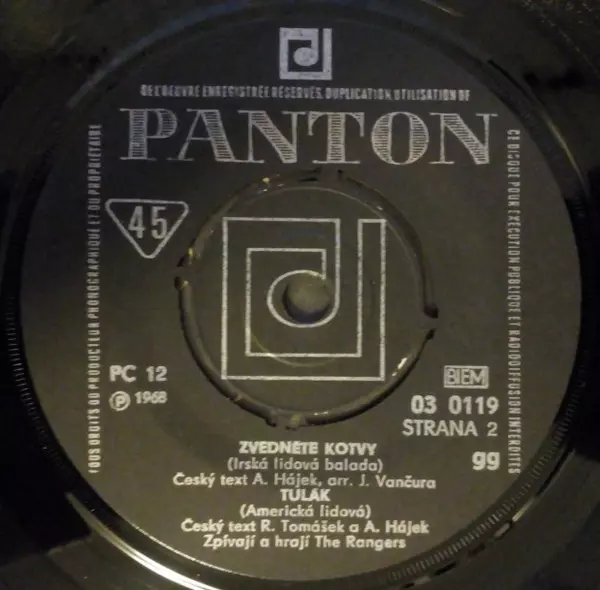 DE L'OEUVRE ENREGISTRÉE RÉSERVÉS. DUPLICATION, UTILISATION DE
PANTON
TOUS DROITS DU PRODUCTEUR PHONOGRAPHIQUE ET DU PROPRIÉTAIRE
CE DISQUE POUR EXÉCUTION PUBLIQUE ET RADIODIFFUSION INTERDITES
45
PC 12
BIEM
℗ 1968
03 0119
STRANA 2
gg
ZVEDNĚTE KOTVY
(Irská lidová balada)
Český text A. Hájek, arr. J. Vančura
TULÁK
(Americká lidová)
Český text R. Tomášek a A. Hájek
Zpívají a hrají The Rangers